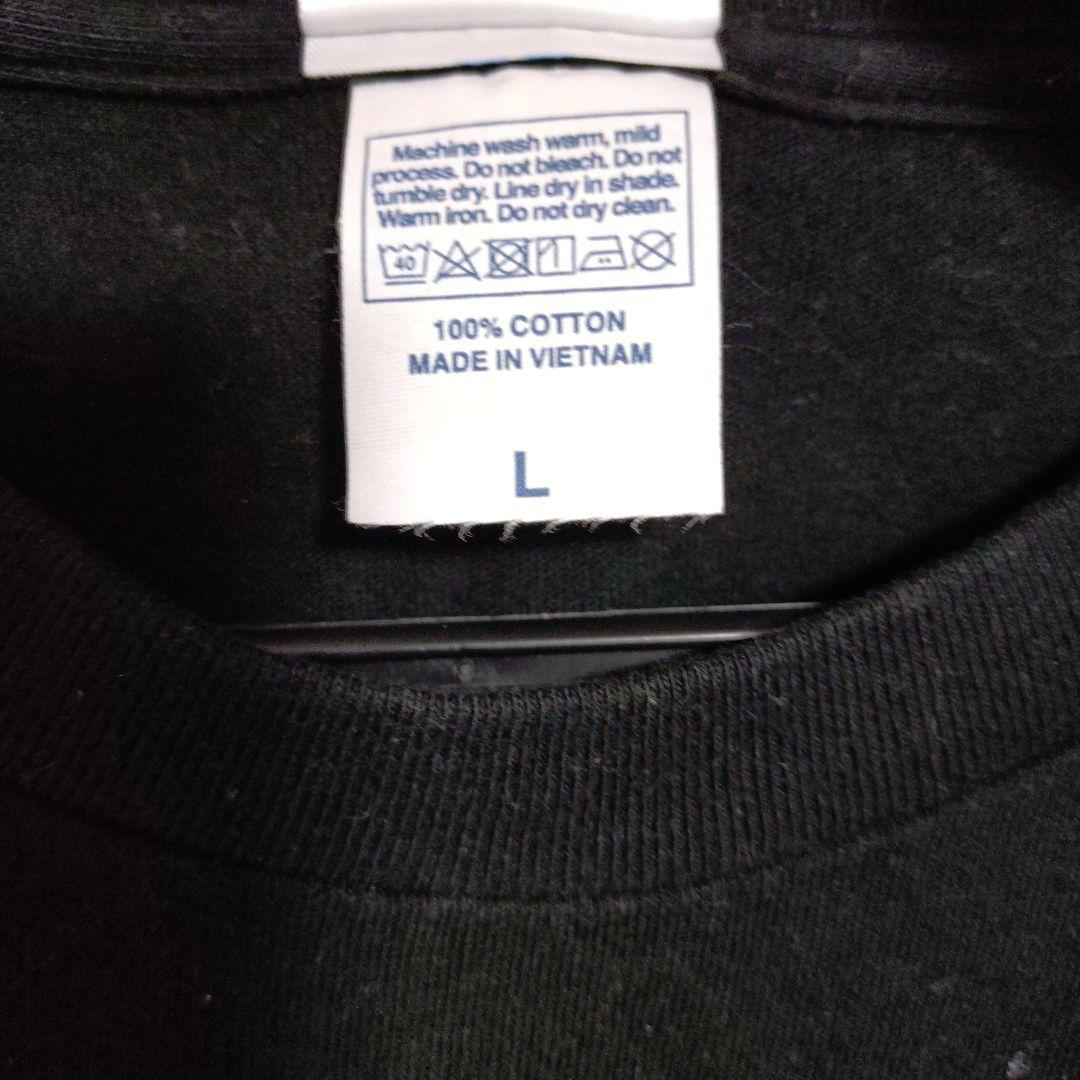 Machine wash warm, mild
process. Do not bleach. Do not
tumble dry. Line dry in shade.
Warm iron. Do not dry clean.
40
100% COTTON
MADE IN VIETNAM
L